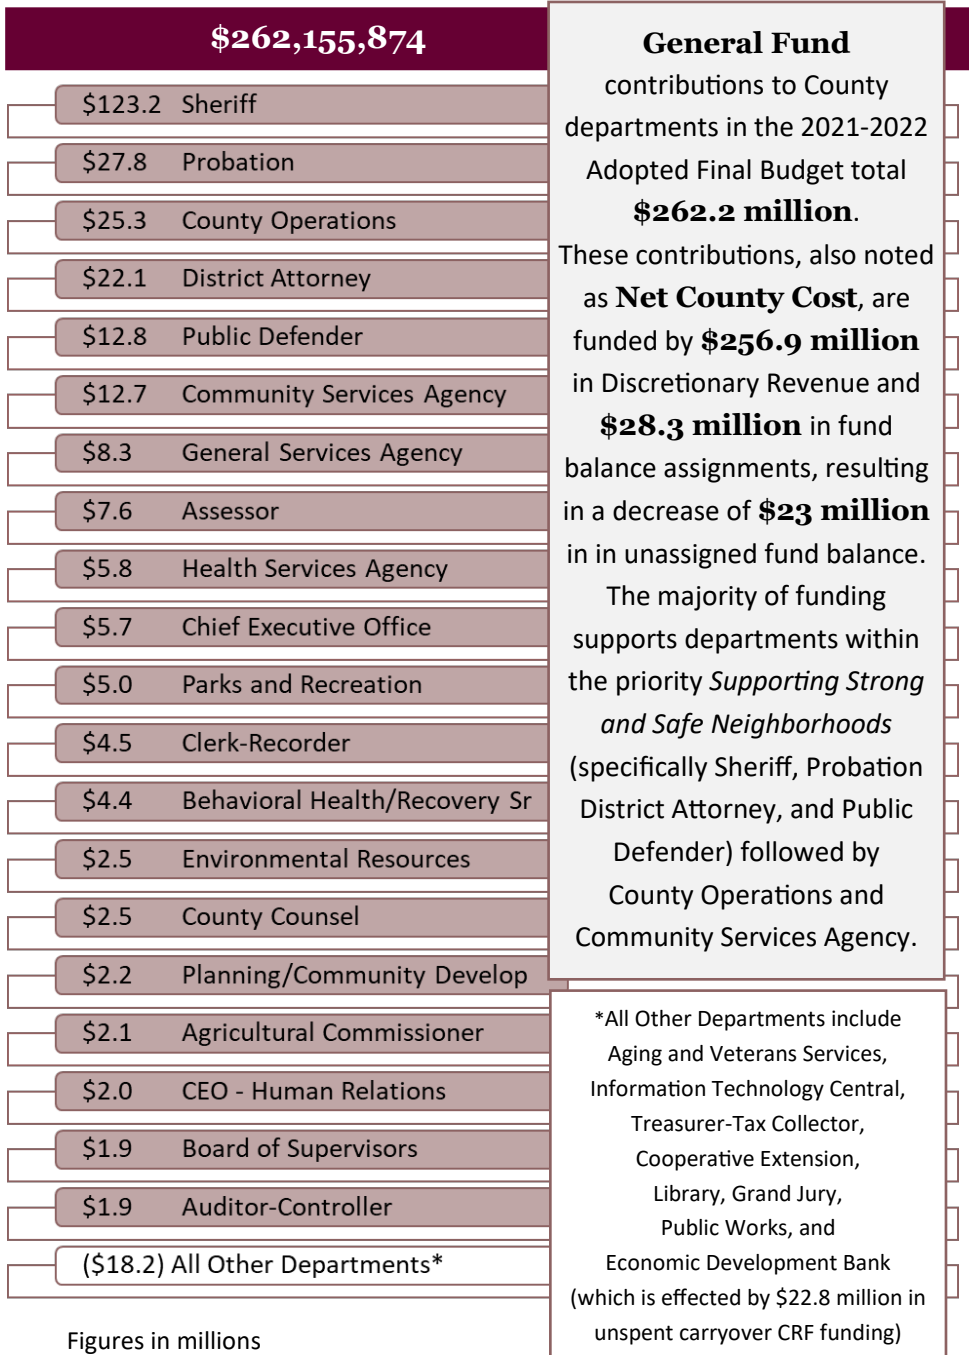 $262,155,874
$123.2 Sheriff
$27.8 Probation
$25.3 County Operations
$22.1 District Attorney
$12.8 Public Defender
$12.7 Community Services Agency
$8.3 General Services Agency
$7.6 Assessor
$5.8 Health Services Agency
$5.7 Chief Executive Office
$5.0 Parks and Recreation
$4.5 Clerk-Recorder
$4.4 Behavioral Health/Recovery Sr
$2.5 Environmental Resources
$2.5 County Counsel
$2.2 Planning/Community Develop
$2.1 Agricultural Commissioner
$2.0 CEO - Human Relations
$1.9 Board of Supervisors
$1.9 Auditor-Controller
($18.2) All Other Departments*
Figures in millions
General Fund
contributions to County
departments in the 2021-2022
Adopted Final Budget total
$262.2 million.
These contributions, also noted
as Net County Cost, are
funded by $256.9 million
in Discretionary Revenue and
$28.3 million in fund
balance assignments, resulting
in a decrease of $23 million
in in unassigned fund balance.
The majority of funding
supports departments within
the priority Supporting Strong
and Safe Neighborhoods
(specifically Sheriff, Probation
District Attorney, and Public
Defender) followed by
County Operations and
Community Services Agency.
*All Other Departments include
Aging and Veterans Services,
Information Technology Central,
Treasurer-Tax Collector,
Cooperative Extension,
Library, Grand Jury,
Public Works, and
Economic Development Bank
(which is effected by $22.8 million in
unspent carryover CRF funding)